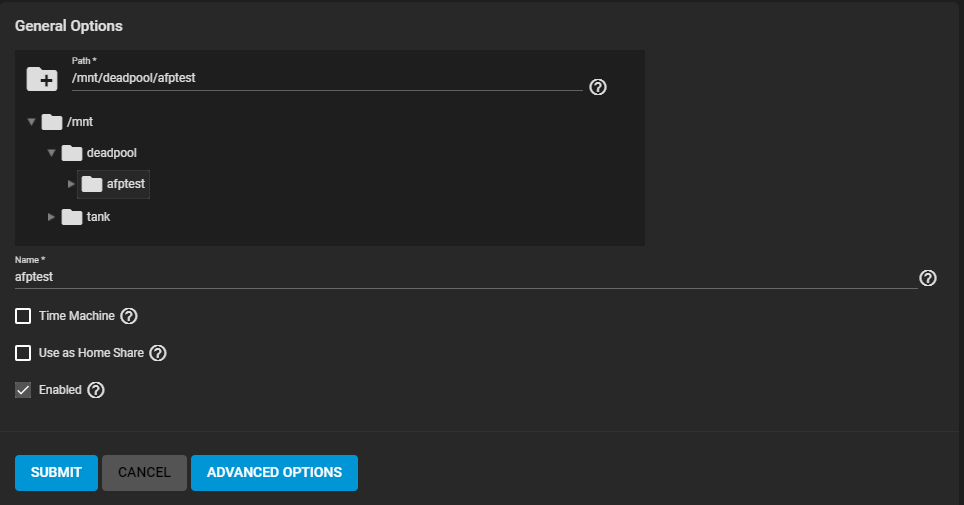 General Options
Path *
/mnt/deadpool/afptest
/mnt
deadpool
afptest
tank
Name *
afptest
Time Machine
Use as Home Share
Enabled
SUBMIT CANCEL ADVANCED OPTIONS